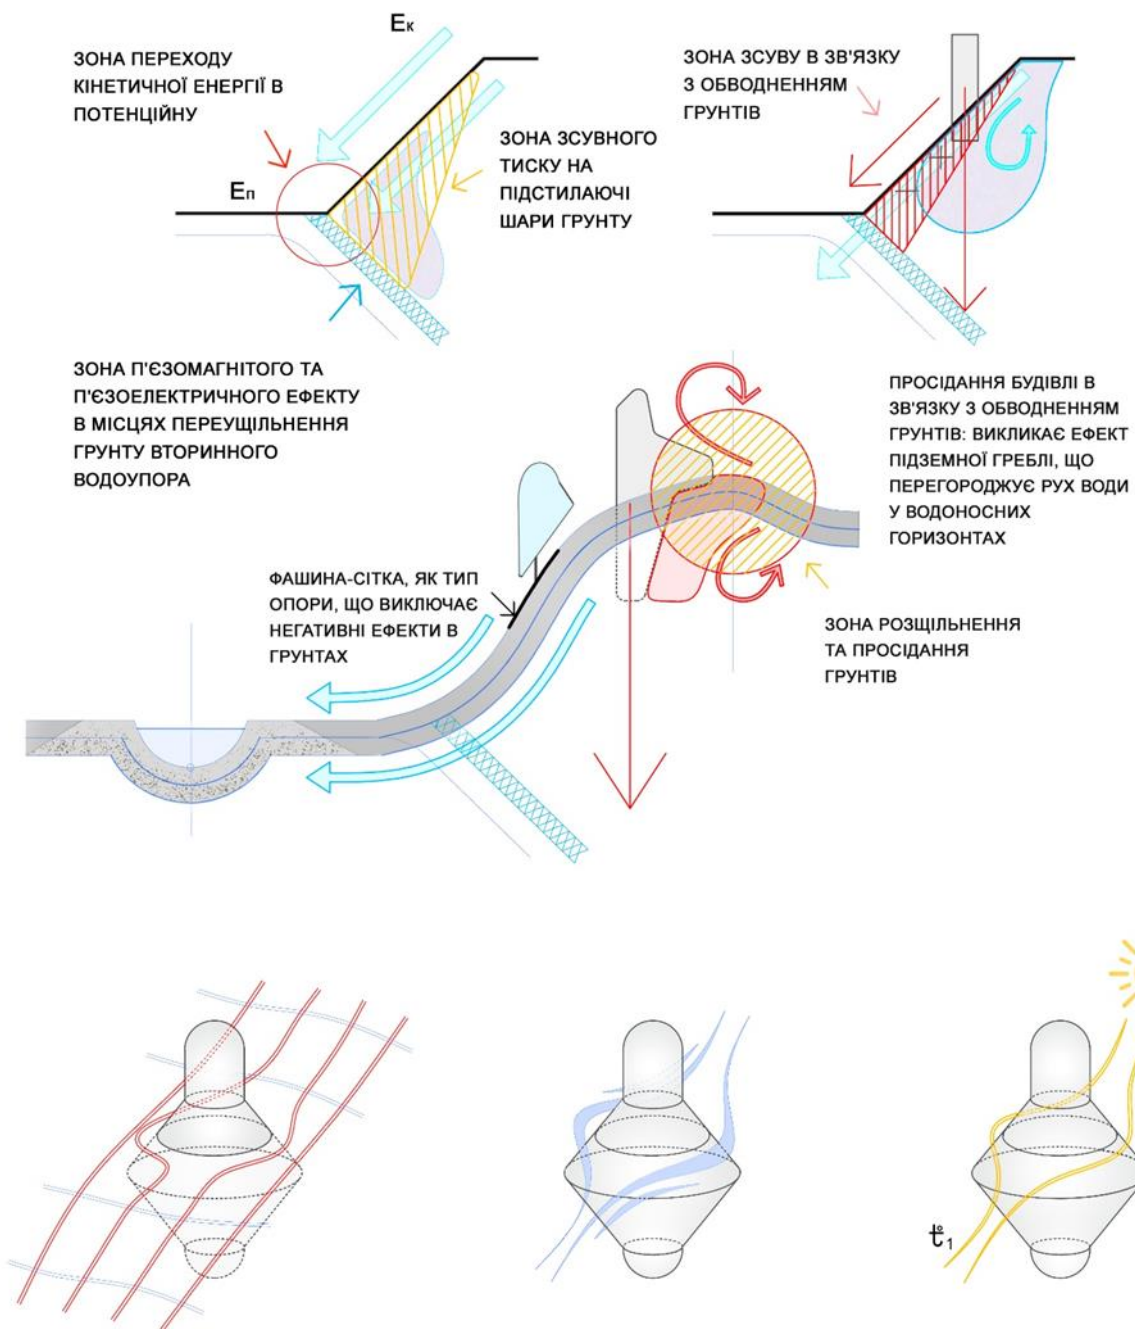 Eк
ЗОНА ПЕРЕХОДУ
КІНЕТИЧНОЇ ЕНЕРГІЇ В
ПОТЕНЦІЙНУ
Eп
ЗОНА ЗСУВНОГО
ТИСКУ НА
ПІДСТИЛАЮЧІ
ШАРИ ГРУНТУ
ЗОНА ЗСУВУ В ЗВ'ЯЗКУ
З ОБВОДНЕННЯМ
ГРУНТІВ
ЗОНА П'ЄЗОМАГНІТОГО ТА
П'ЄЗОЕЛЕКТРИЧНОГО ЕФЕКТУ
В МІСЦЯХ ПЕРЕУЩІЛЬНЕННЯ
ГРУНТУ ВТОРИННОГО
ВОДОУПОРА
ПРОСІДАННЯ БУДІВЛІ В
ЗВ'ЯЗКУ З ОБВОДНЕННЯМ
ГРУНТІВ: ВИКЛИКАЄ ЕФЕКТ
ПІДЗЕМНОЇ ГРЕБЛІ, ЩО
ПЕРЕГОРОДЖУЄ РУХ ВОДИ
У ВОДОНОСНИХ
ГОРИЗОНТАХ
ФАШИНА-СІТКА, ЯК ТИП
ОПОРИ, ЩО ВИКЛЮЧАЄ
НЕГАТИВНІ ЕФЕКТИ В
ГРУНТАХ
ЗОНА РОЗЩІЛЬНЕННЯ
ТА ПРОСІДАННЯ
ГРУНТІВ
t°1